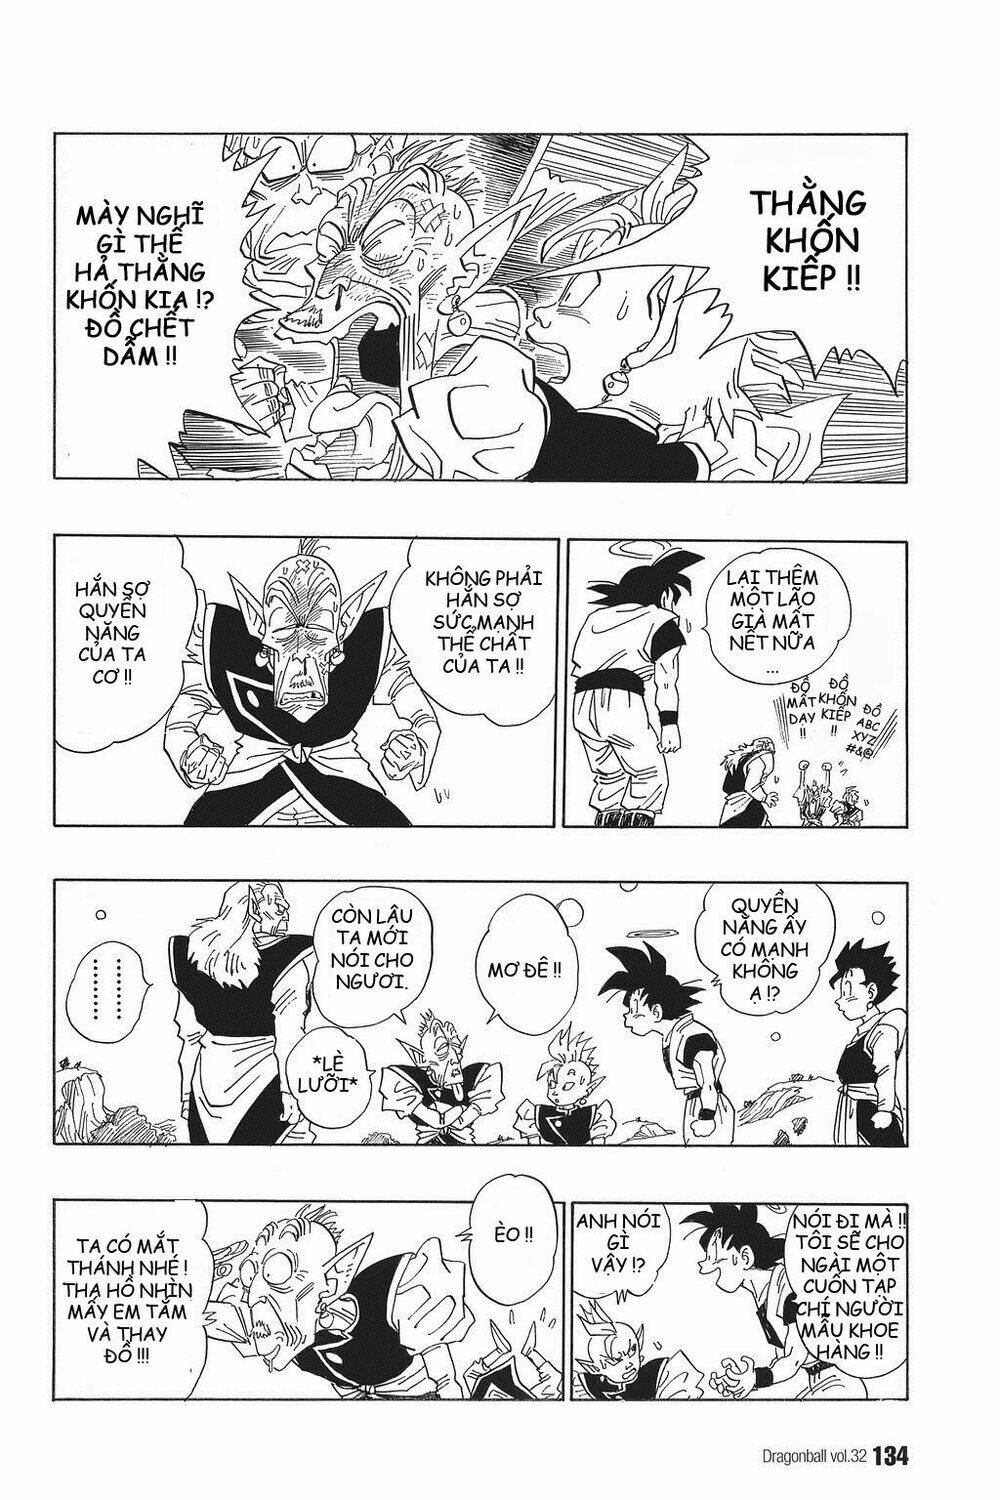 THẰNG
KHỐN
KIẾP !!
MÀY NGHĨ
GÌ THẾ
HẢ THẰNG
KHỐN KIA !?
ĐỒ CHẾT
DẪM !!
LẠI THÊM
MỘT LÃO
GIÀ MẤT
NẾT NỮA
...
ĐỒ
MẤT
DẠY
!!
ĐỒ
KHỐN
KIẾP
!!
ĐỒ
ABC
XYZ
#&@
KHÔNG PHẢI
HẮN SỢ
SỨC MẠNH
THỂ CHẤT
CỦA TA !!
HẮN SỢ
QUYỀN
NĂNG
CỦA TA
CƠ !!
QUYỀN
NĂNG ẤY
CÓ MẠNH
KHÔNG
Ạ !?
MƠ ĐÊ !!
CÒN LÂU
TA MỚI
NÓI CHO
NGƯƠI.
*LÈ
LƯỠI*
.........
NÓI ĐI MÀ !!
TÔI SẼ CHO
NGÀI MỘT
CUỐN TẠP
CHÍ NGƯỜI
MẪU KHOE
HÀNG !!
ANH NÓI
GÌ
VẬY !?
ÈO !!
TA CÓ MẮT
THÁNH NHÉ !
THA HỒ NHÌN
MẤY EM TẮM
VÀ THAY
ĐỒ !!!
Dragonball vol.32 134